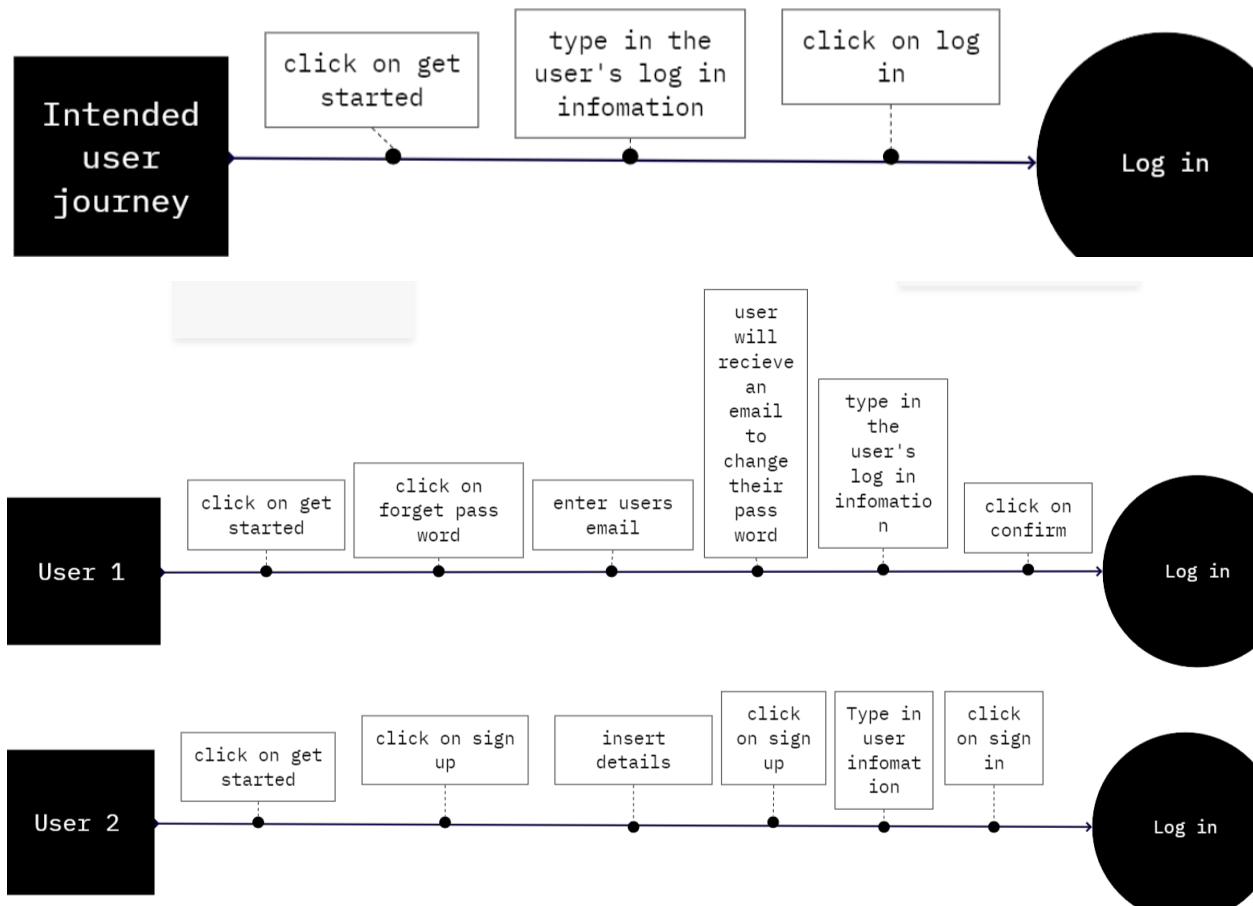 Intended
user
journey
click on get
started
type in the
user's log in
infomation
click on log
in
Log in
User 1
click on get
started
click on
forget pass
word
enter users
email
user
will
recieve
an
email
to
change
their
pass
word
type in
the
user's
log in
infomatio
n
click on
confirm
Log in
User 2
click on get
started
click on sign
up
insert
details
click
on sign
up
Type in
user
infomat
ion
click
on sign
in
Log in